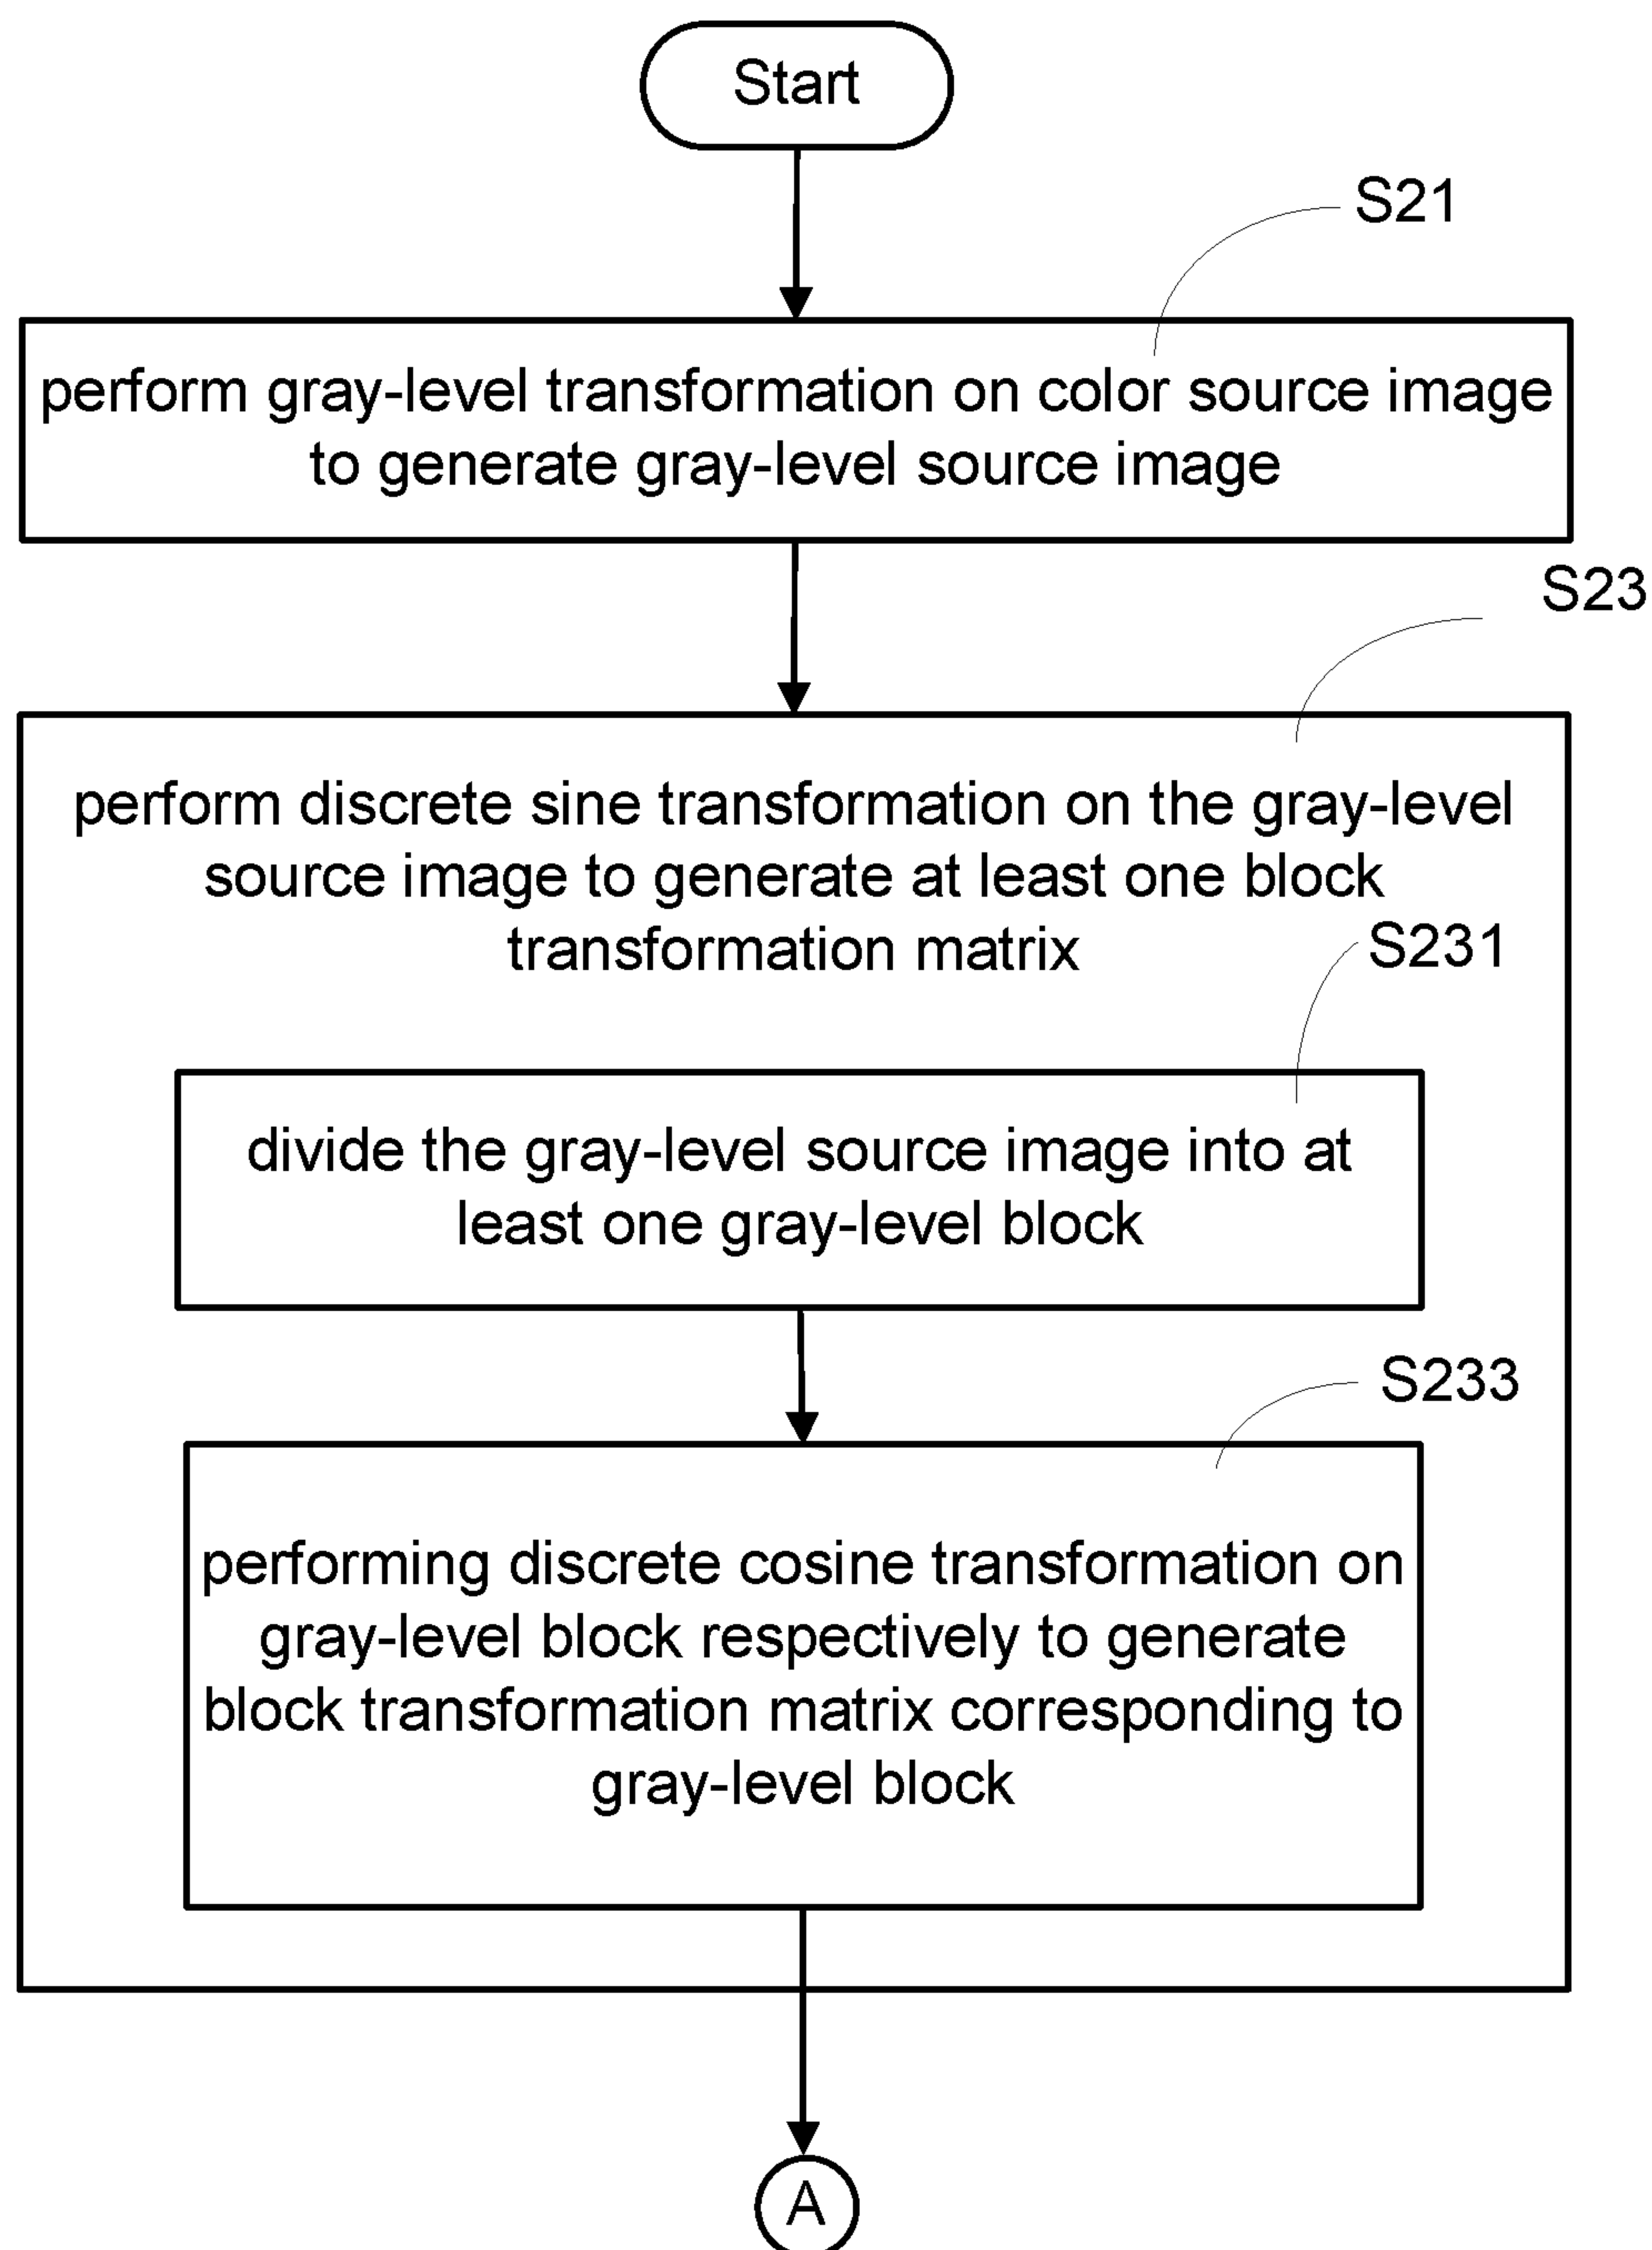 Start
S21
perform gray-level transformation on color source image
to generate gray-level source image
S23
perform discrete sine transformation on the gray-level
source image to generate at least one block
transformation matrix
S231
divide the gray-level source image into at
least one gray-level block
S233
performing discrete cosine transformation on
gray-level block respectively to generate
block transformation matrix corresponding to
gray-level block
A